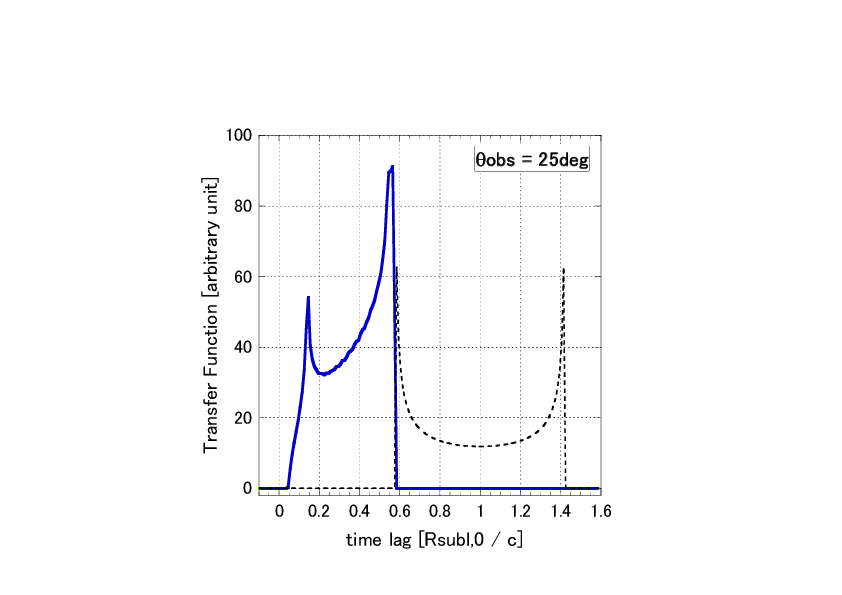 100
θobs = 25deg
80
60
40
20
0
Transfer Function [arbitrary unit]
0 0.2 0.4 0.6 0.8 1 1.2 1.4 1.6
time lag [Rsubl,0 / c]